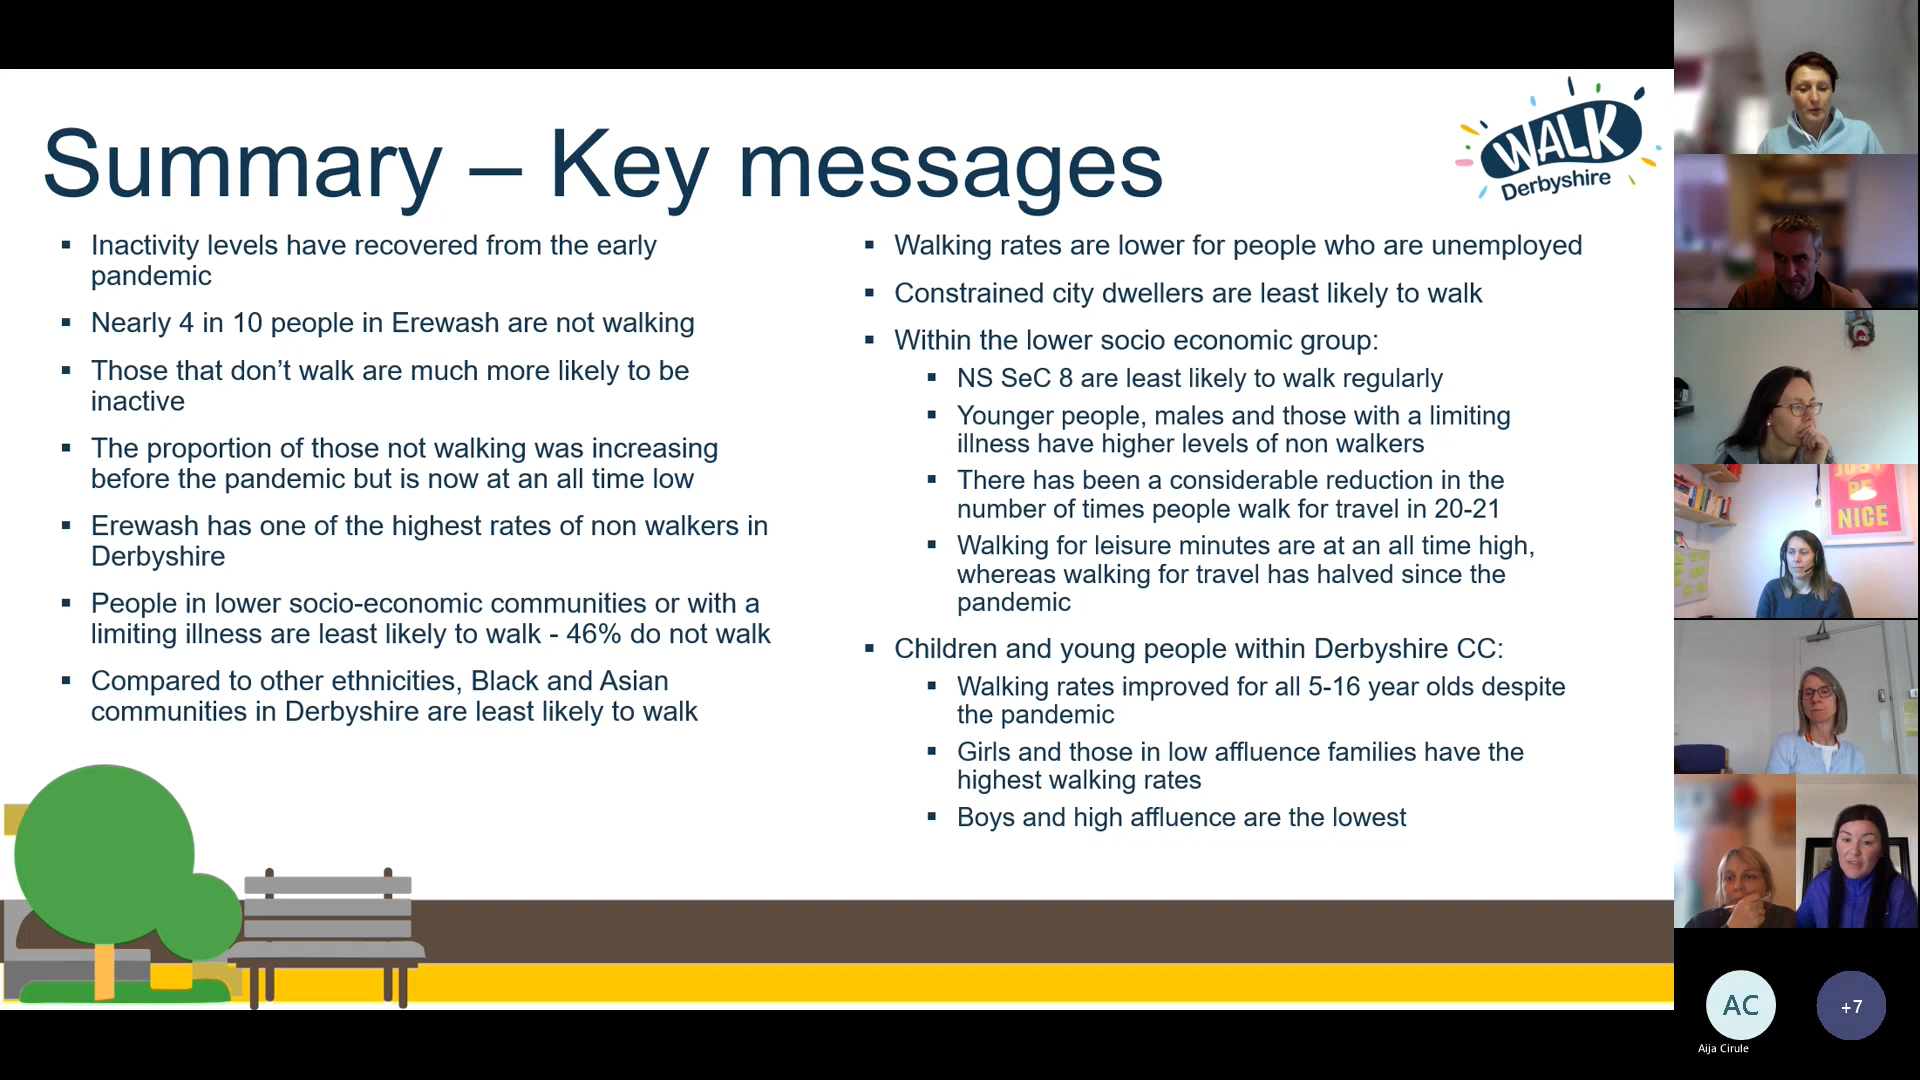 Summary – Key messages
WALK
Derbyshire
▪ Inactivity levels have recovered from the early
pandemic
▪ Nearly 4 in 10 people in Erewash are not walking
▪ Those that don’t walk are much more likely to be
inactive
▪ The proportion of those not walking was increasing
before the pandemic but is now at an all time low
▪ Erewash has one of the highest rates of non walkers in
Derbyshire
▪ People in lower socio-economic communities or with a
limiting illness are least likely to walk - 46% do not walk
▪ Compared to other ethnicities, Black and Asian
communities in Derbyshire are least likely to walk
▪ Walking rates are lower for people who are unemployed
▪ Constrained city dwellers are least likely to walk
▪ Within the lower socio economic group:
▪ NS SeC 8 are least likely to walk regularly
▪ Younger people, males and those with a limiting
illness have higher levels of non walkers
▪ There has been a considerable reduction in the
number of times people walk for travel in 20-21
▪ Walking for leisure minutes are at an all time high,
whereas walking for travel has halved since the
pandemic
▪ Children and young people within Derbyshire CC:
▪ Walking rates improved for all 5-16 year olds despite
the pandemic
▪ Girls and those in low affluence families have the
highest walking rates
▪ Boys and high affluence are the lowest
JUST
BE
NICE
AC
+7
Aija Cirule